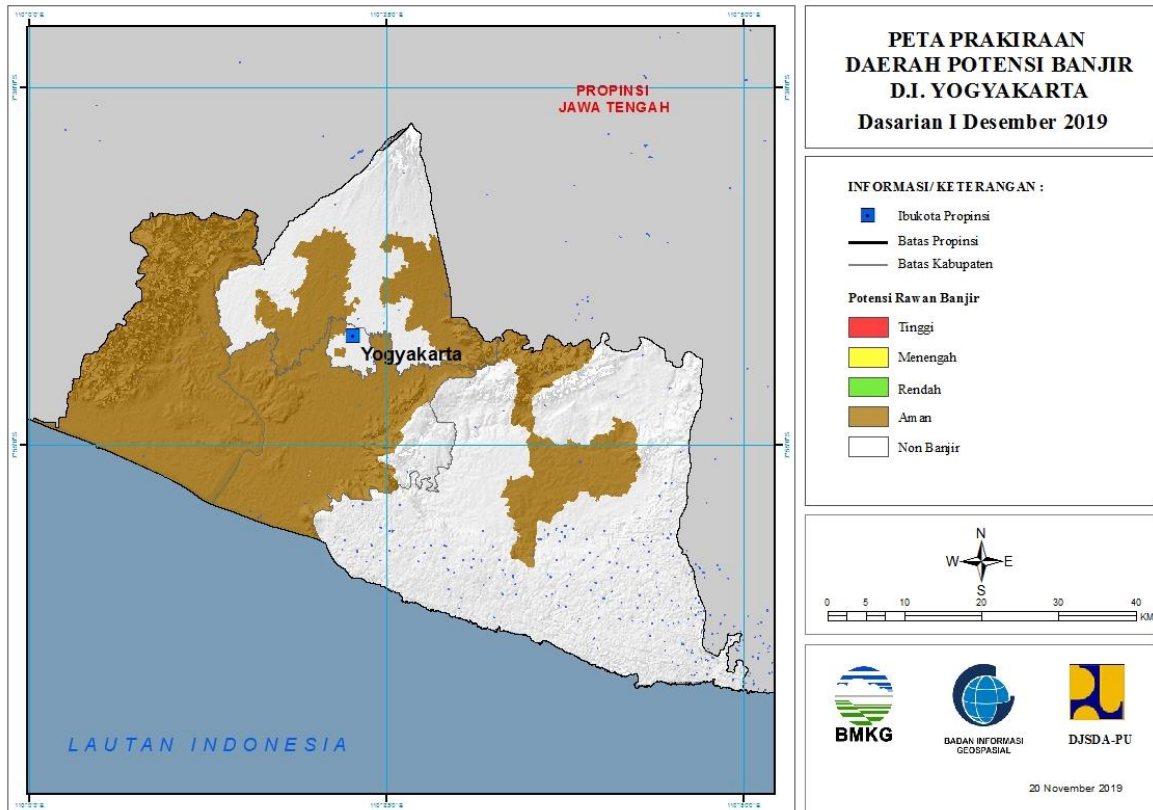 PROPINSI
JAWA TENGAH
Yogyakarta
LAUTAN INDONESIA
PETA PRAKIRAAN
DAERAH POTENSI BANJIR
D.I. YOGYAKARTA
Dasarian I Desember 2019
INFORMASI/ KETERANGAN :
Ibukota Propinsi
Batas Propinsi
Batas Kabupaten
Potensi Rawan Banjir
Tinggi
Menengah
Rendah
Aman
Non Banjir
N
W E
S
0 5 10 20 30 40
KM
BMKG
BADAN INFORMASI
GEOSPASIAL
DJSDA-PU
20 November 2019